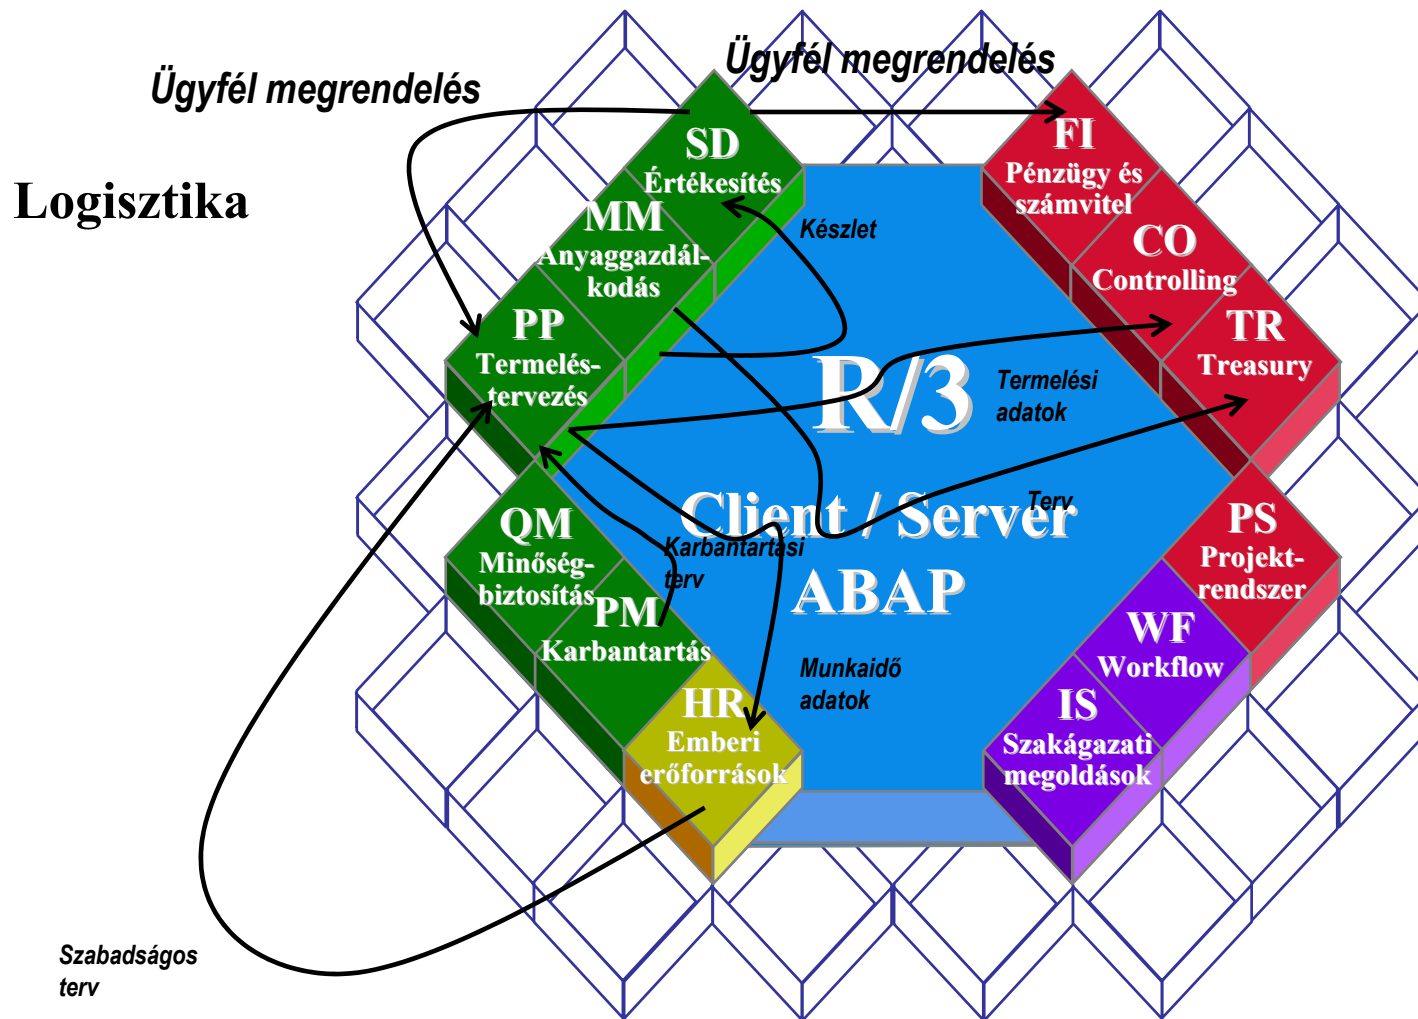 Ügyfél megrendelés
Ügyfél megrendelés
Logisztika
SD
Értékesítés
MM
Anyaggazdál-
kodás
PP
Termelés-
tervezés
QM
Minőség-
biztosítás
PM
Karbantartás
HR
Emberi
erőforrások
Készlet
R/3
Client / Server
ABAP
Termelési
adatok
Terv
Karbantartási
terv
Munkaidő
adatok
FI
Pénzügy és
számvitel
CO
Controlling
TR
Treasury
PS
Projekt-
rendszer
WF
Workflow
IS
Szakágazati
megoldások
Szabadságos
terv